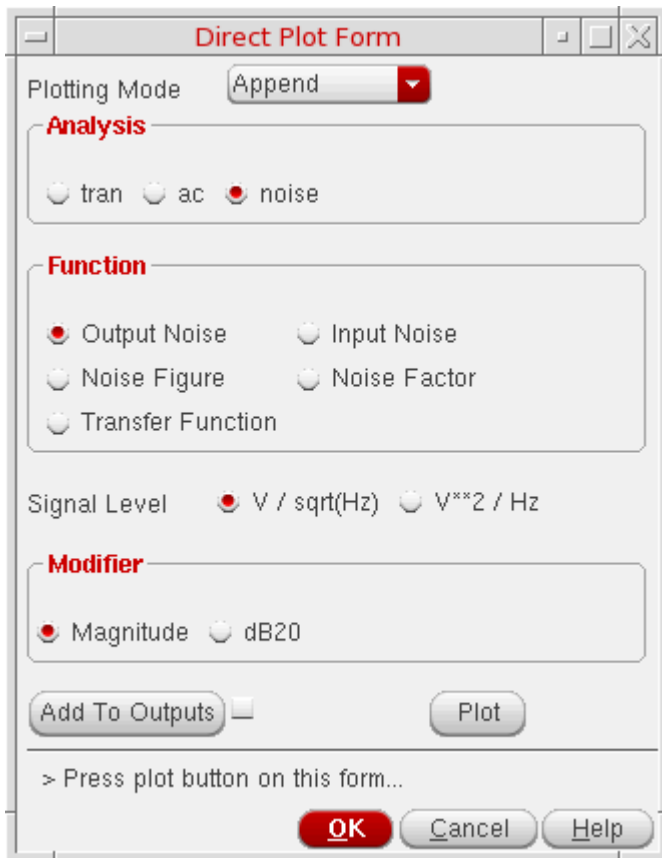 Direct Plot Form
Plotting Mode Append
Analysis
tran ac noise
Function
Output Noise Input Noise
Noise Figure Noise Factor
Transfer Function
Signal Level V / sqrt(Hz) V**2 / Hz
Modifier
Magnitude dB20
Add To Outputs Plot
> Press plot button on this form...
OK Cancel Help